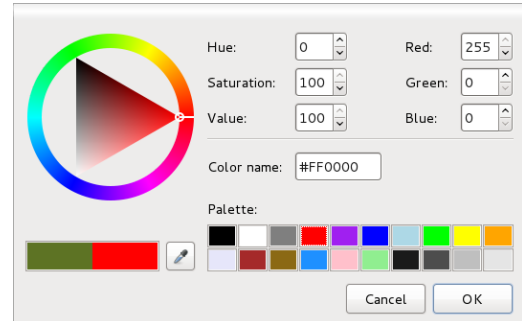 Hue: 0 Red: 255
Saturation: 100 Green: 0
Value: 100 Blue: 0
Color name: #FF0000
Palette:
Cancel OK